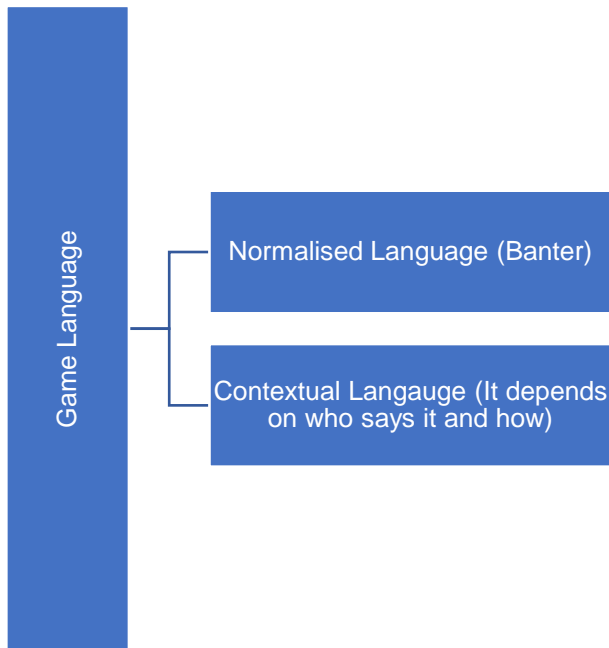 Game Language
Normalised Language (Banter)
Contextual Langauge (It depends
on who says it and how)